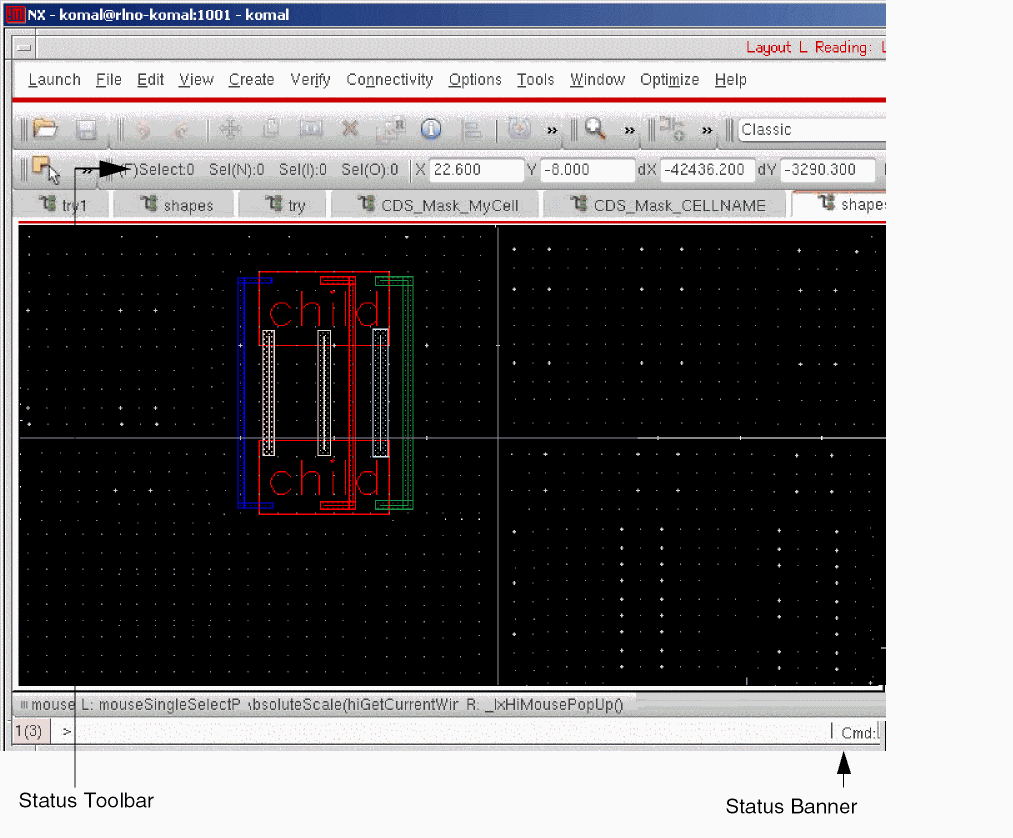 NX - komal@rlno-komal:1001 - komal
Layout L Reading: L
Launch File Edit View Create Verify Connectivity Options Tools Window Optimize Help
Classic
F)Select:0 Sel(N):0 Sel(I):0 Sel(O):0 X 22.600 Y -8.000 dX -42436.200 dY -3290.300
try1 shapes try CDS_Mask_MyCell CDS_Mask_CELLNAME shapes
child
child
mouse L: mouseSingleSelectP \bsoluteScale(hiGetCurrentWir R: _lxHiMousePopUp()
1(3) > Cmd:
Status Toolbar
Status Banner